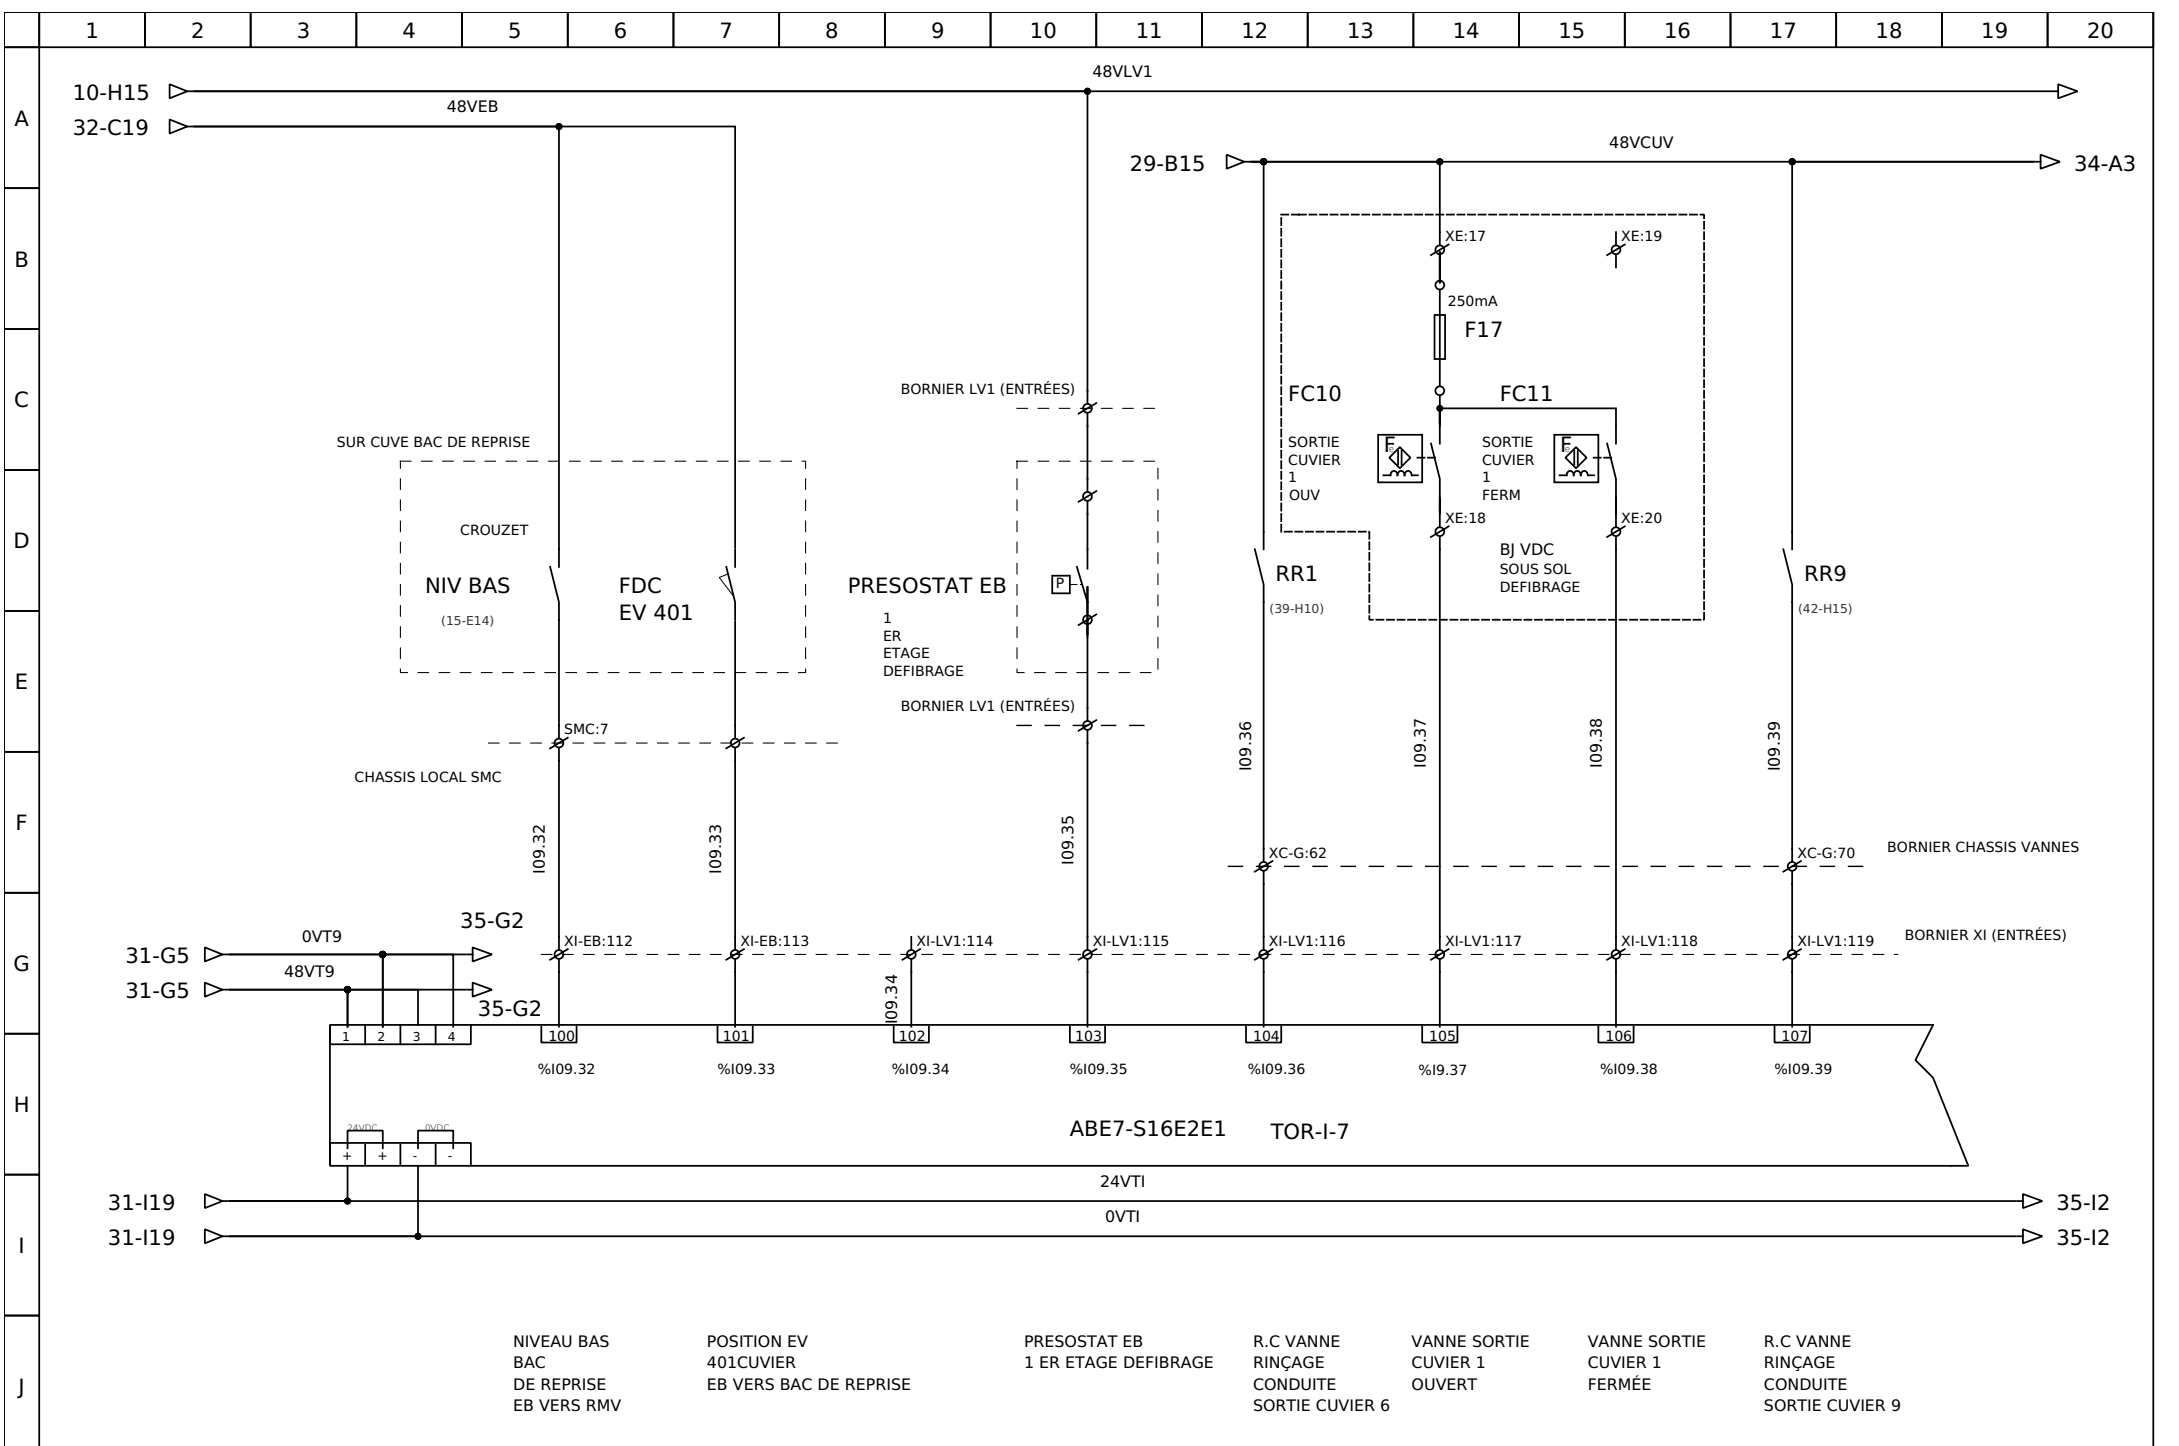 1 2 3 4 5 6 7 8 9 10 11 12 13 14 15 16 17 18 19 20
A
B
C
D
E
F
G
H
I
J
48VLV1
10-H15
48VEB
32-C19
48VCUV
29-B15
34-A3
XE:17
XE:19
250mA
F17
BORNIER LV1 (ENTRÉES)
FC10
FC11
SUR CUVE BAC DE REPRISE
SORTIE
CUVIER
1
OUV
F
SORTIE
CUVIER
1
FERM
F
XE:18
XE:20
CROUZET
BJ VDC
SOUS SOL
DEFIBRAGE
NIV BAS
(15-E14)
FDC
EV 401
PRESOSTAT EB
P
1
ER
ETAGE
DEFIBRAGE
RR1
(39-H10)
RR9
(42-H15)
BORNIER LV1 (ENTRÉES)
SMC:7
CHASSIS LOCAL SMC
I09.36
I09.37
I09.38
I09.39
I09.32
I09.33
I09.35
XC-G:62
XC-G:70
BORNIER CHASSIS VANNES
35-G2
0VT9
31-G5
48VT9
31-G5
35-G2
XI-EB:112
XI-EB:113
XI-LV1:114
XI-LV1:115
XI-LV1:116
XI-LV1:117
XI-LV1:118
XI-LV1:119
BORNIER XI (ENTRÉES)
I09.34
1 2 3 4
100 101 102 103 104 105 106 107
%I09.32 %I09.33 %I09.34 %I09.35 %I09.36 %I9.37 %I09.38 %I09.39
24VDC 0VDC
+ + - -
ABE7-S16E2E1 TOR-I-7
24VTI
31-I19
35-I2
0VTI
31-I19
35-I2
NIVEAU BAS
BAC
DE REPRISE
EB VERS RMV
POSITION EV
401CUVIER
EB VERS BAC DE REPRISE
PRESOSTAT EB
1 ER ETAGE DEFIBRAGE
R.C VANNE
RINÇAGE
CONDUITE
SORTIE CUVIER 6
VANNE SORTIE
CUVIER 1
OUVERT
VANNE SORTIE
CUVIER 1
FERMÉE
R.C VANNE
RINÇAGE
CONDUITE
SORTIE CUVIER 9